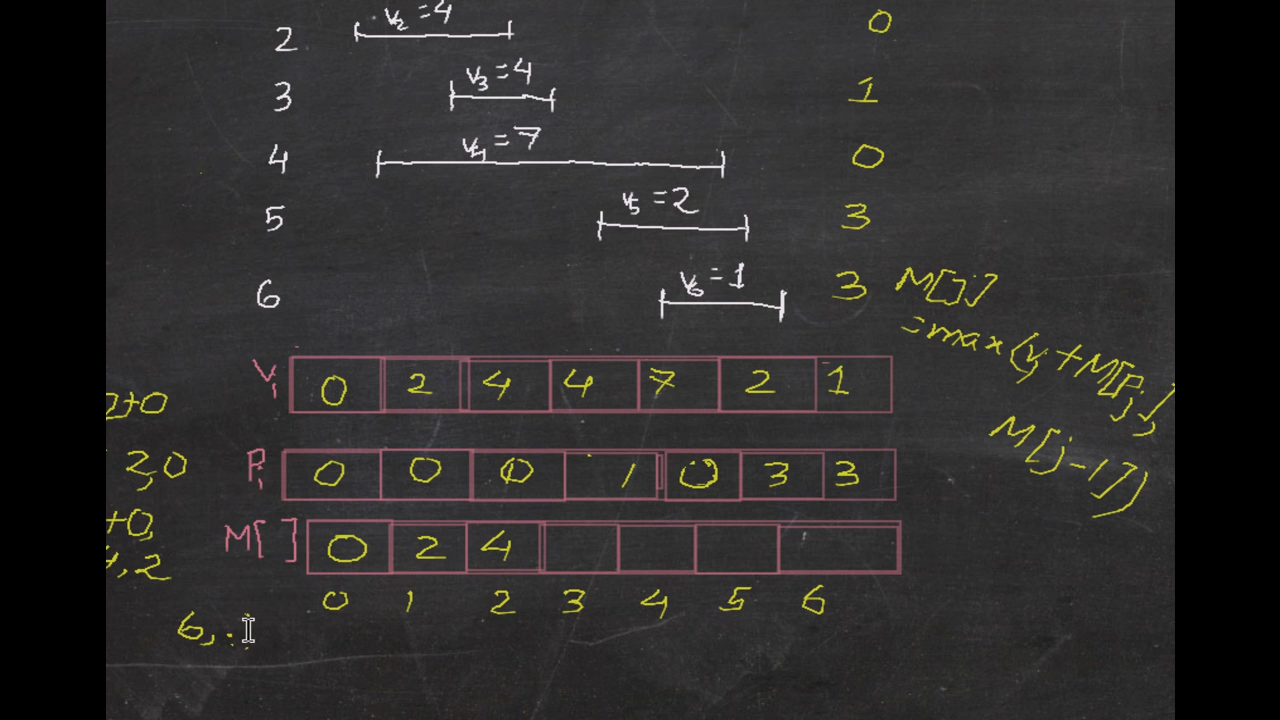 2 v2=4 0
3 v3=4 1
4 v4=7 0
5 v5=2 3
6 v6=1 3
M[j]
=max(vj+M[Pj],
M[j-1])
Vi 0 2 4 4 7 2 1
Pi 0 0 0 1 0 3 3
M[ ] 0 2 4
0 1 2 3 4 5 6
2+0
2,0
+0,
4,2
6,